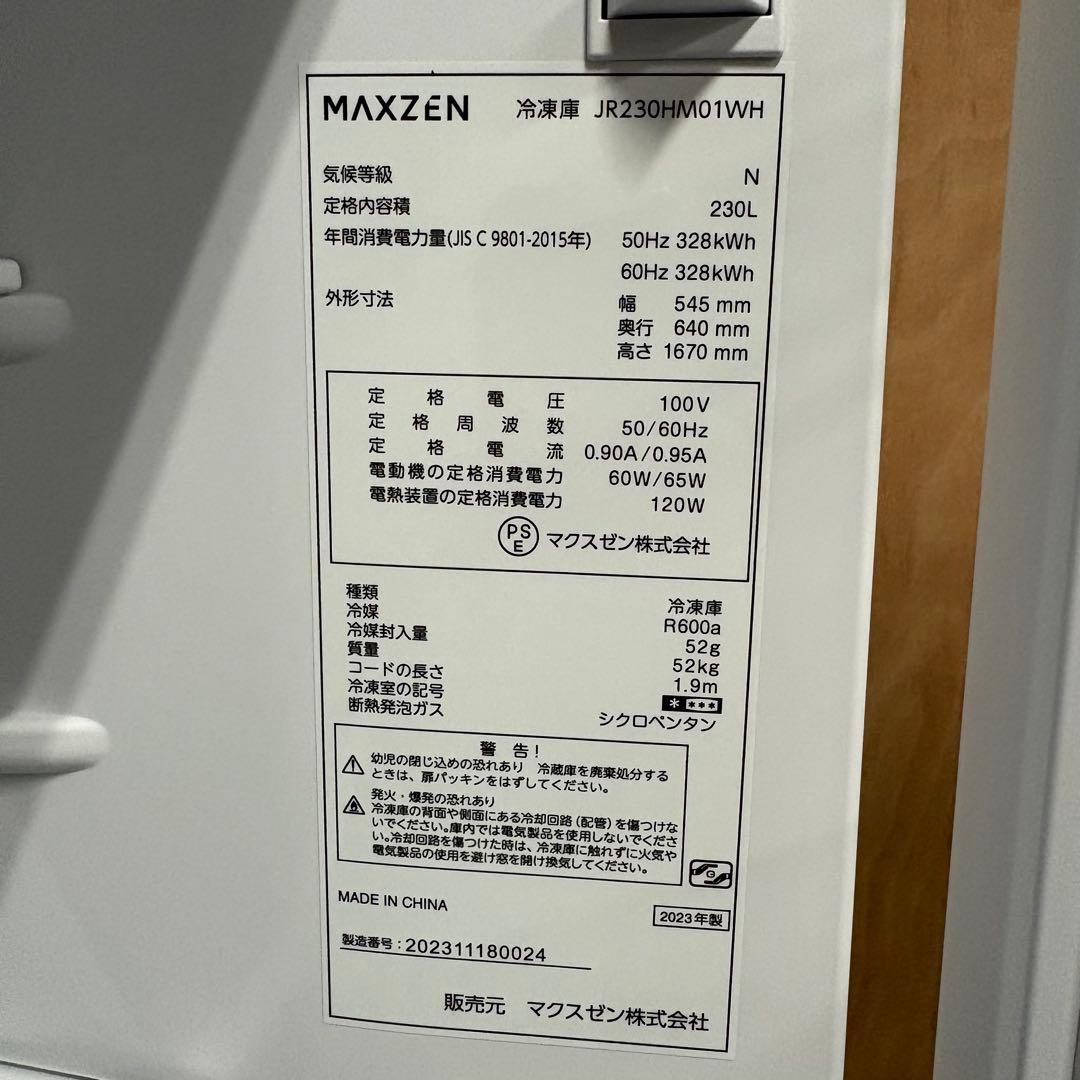 MAXZEN 冷凍庫 JR230HM01WH
気候等級 N
定格内容積 230L
年間消費電力量(JIS C 9801-2015年) 50Hz 328kWh
60Hz 328kWh
外形寸法 幅 545 mm
奥行 640 mm
高さ 1670 mm
定格電圧 100V
定格周波数 50/60Hz
定格電流 0.90A/0.95A
電動機の定格消費電力 60W/65W
電熱装置の定格消費電力 120W
PSE マクスゼン株式会社
種類 冷凍庫
冷媒 R600a
冷媒封入量 52g
質量 52kg
コードの長さ 1.9m
冷凍室の記号 * ***
断熱発泡ガス シクロペンタン
警告!
幼児の閉じ込めの恐れあり 冷蔵庫を廃棄処分する
ときは、扉パッキンをはずしてください。
発火・爆発の恐れあり
冷凍庫の背面や側面にある冷却回路(配管)を傷つけな
いでください。庫内では電気製品を使用しないでくださ
い。冷却回路を傷つけた時は、冷凍庫に触れずに火気や
電気製品の使用を避け窓を開け換気してください。
G
MADE IN CHINA
2023年製
製造番号:202311180024
販売元 マクスゼン株式会社